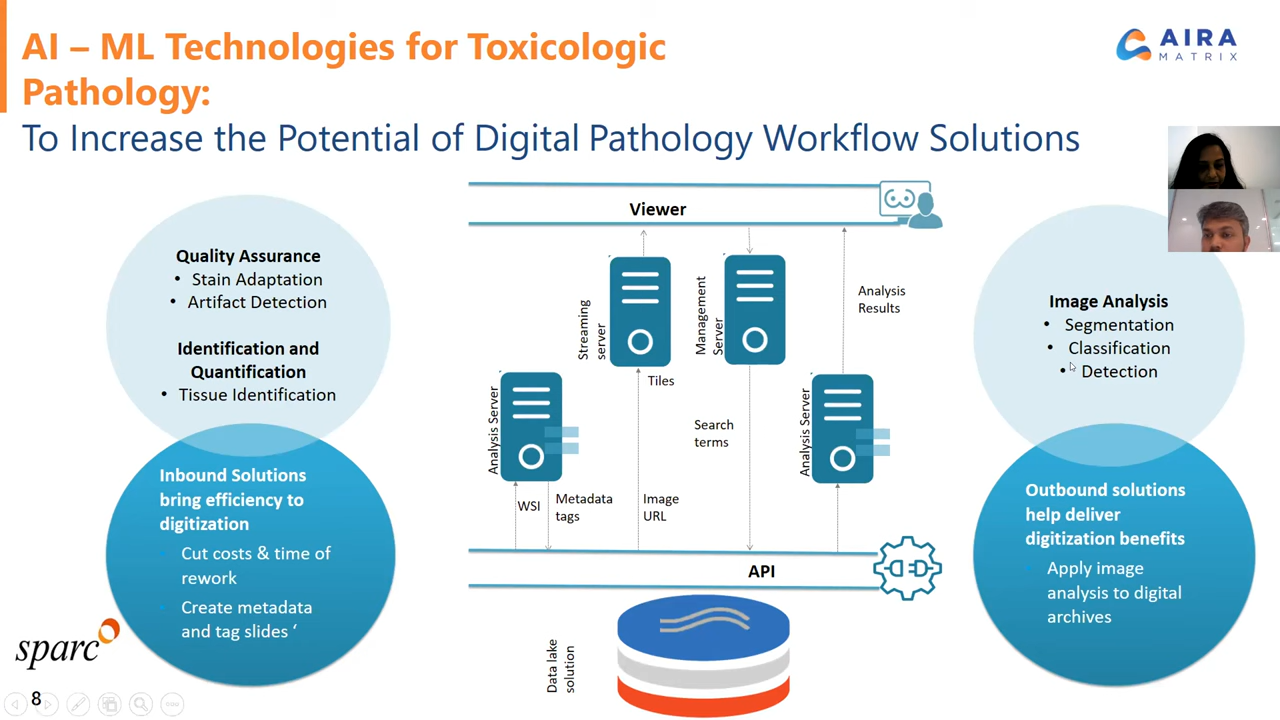 AI – ML Technologies for Toxicologic
Pathology:
To Increase the Potential of Digital Pathology Workflow Solutions
AIRA
MATRIX
Quality Assurance
• Stain Adaptation
• Artifact Detection
Identification and
Quantification
• Tissue Identification
Inbound Solutions
bring efficiency to
digitization
• Cut costs & time of
rework
• Create metadata
and tag slides ‘
Viewer
Streaming
server
Management
Server
Analysis
Results
Tiles
Analysis Server
Search
terms
Analysis Server
WSI
Metadata
tags
Image
URL
API
Data lake
solution
Image Analysis
• Segmentation
• Classification
• Detection
Outbound solutions
help deliver
digitization benefits
• Apply image
analysis to digital
archives
sparc
8